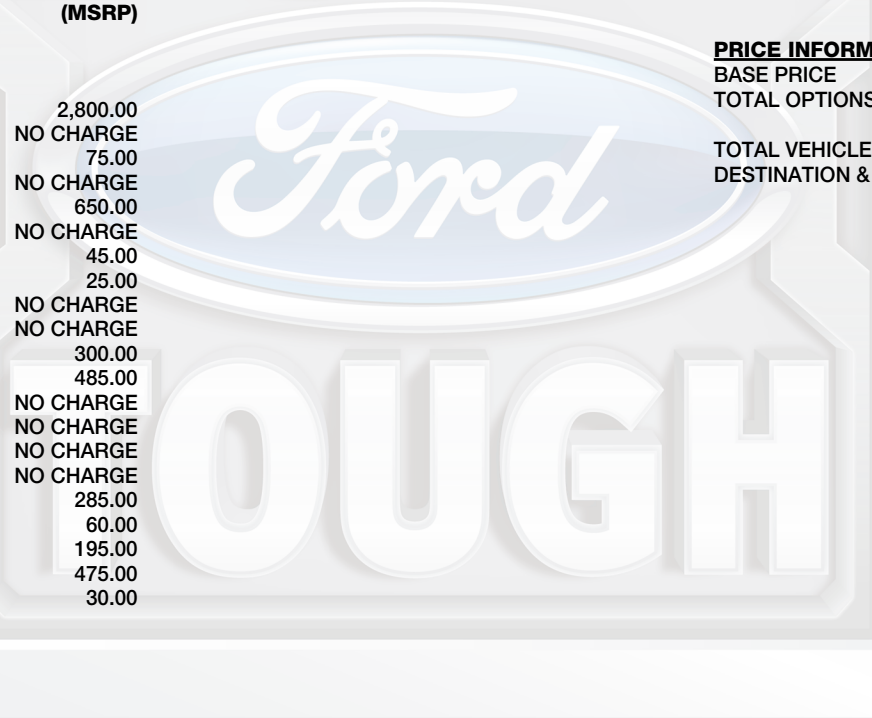 (MSRP)
2,800.00
NO CHARGE
75.00
NO CHARGE
650.00
NO CHARGE
45.00
25.00
NO CHARGE
NO CHARGE
300.00
485.00
NO CHARGE
NO CHARGE
NO CHARGE
NO CHARGE
285.00
60.00
195.00
475.00
30.00
PRICE INFORM
BASE PRICE
TOTAL OPTIONS
TOTAL VEHICLE
DESTINATION &
Ford
TOUGH